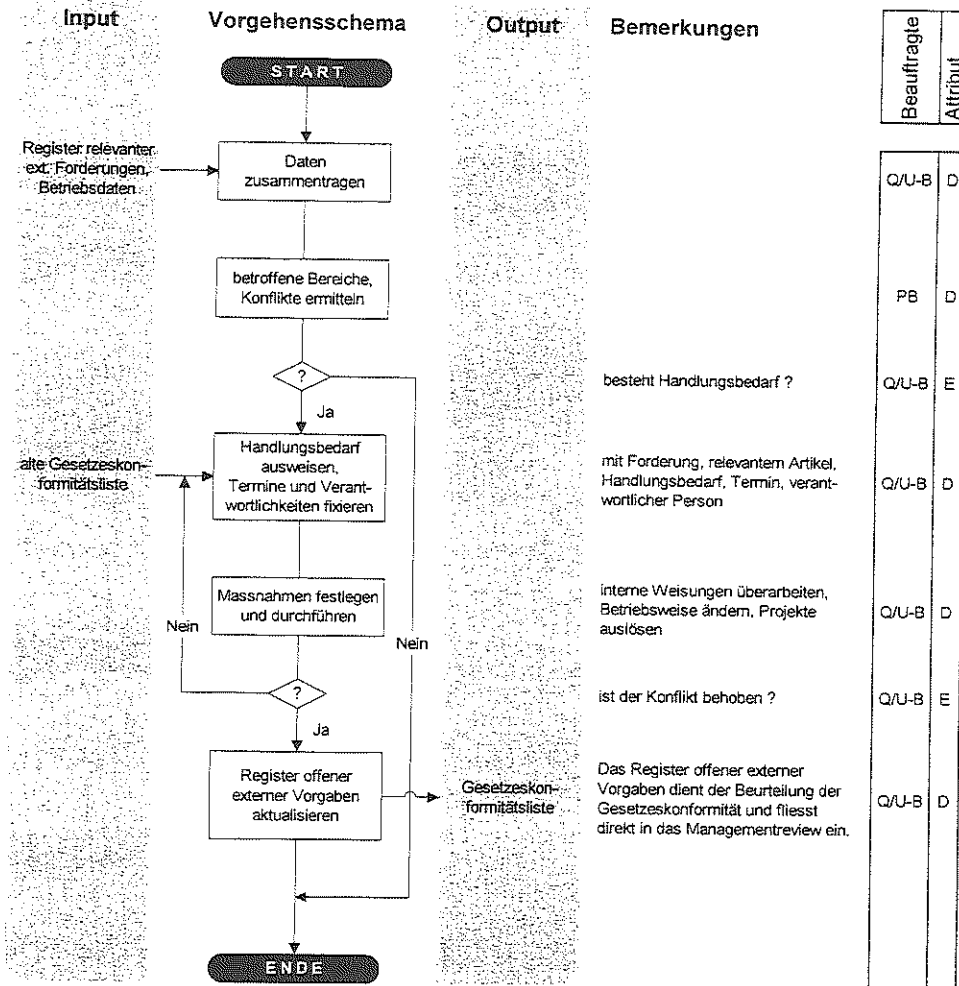 Input
Vorgehensschema
Output
Bemerkungen
Beauftragte
Attribut
START
Register relevanter
ext. Forderungen,
Betriebsdaten
Daten
zusammentragen
Q/U-B
D
betroffene Bereiche,
Konflikte ermitteln
PB
D
?
besteht Handlungsbedarf ?
Q/U-B
E
Ja
alte Gesetzeskon-
formitätsliste
Handlungsbedarf
ausweisen,
Termine und Verant-
wortlichkeiten fixieren
mit Forderung, relevantem Artikel,
Handlungsbedarf, Termin, verant-
wortlicher Person
Q/U-B
D
Massnahmen festlegen
und durchführen
interne Weisungen überarbeiten,
Betriebsweise ändern, Projekte
auslösen
Q/U-B
D
Nein
Nein
?
ist der Konflikt behoben ?
Q/U-B
E
Ja
Register offener
externer Vorgaben
aktualisieren
Gesetzeskon-
formitätsliste
Das Register offener externer
Vorgaben dient der Beurteilung der
Gesetzeskonformität und fliesst
direkt in das Managementreview ein.
Q/U-B
D
ENDE